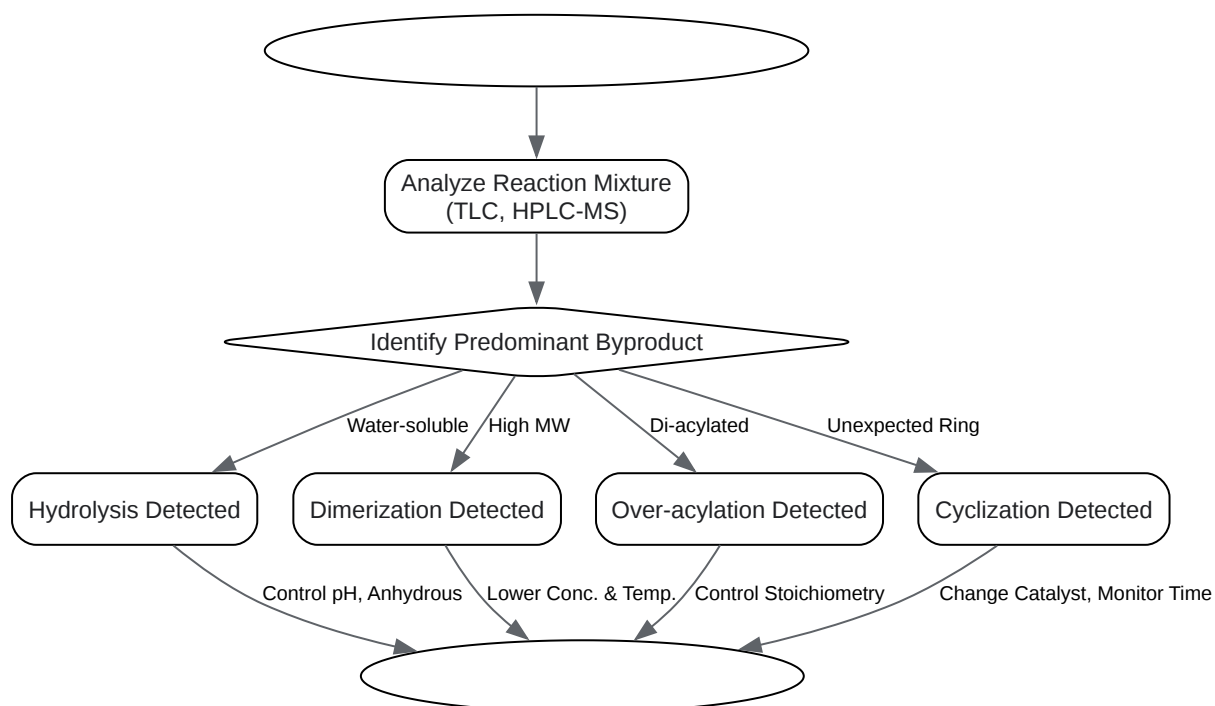 Analyze Reaction Mixture
(TLC, HPLC-MS)
Identify Predominant Byproduct
Water-soluble
High MW
Di-acylated
Unexpected Ring
Hydrolysis Detected
Dimerization Detected
Over-acylation Detected
Cyclization Detected
Control pH, Anhydrous
Lower Conc. & Temp.
Control Stoichiometry
Change Catalyst, Monitor Time